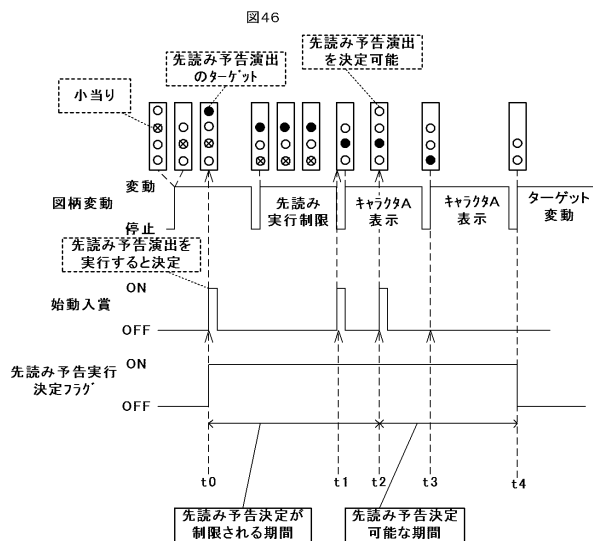 図46
先読み予告演出
のターゲット
先読み予告演出
を決定可能
小当り
図柄変動
変動
停止
先読み
実行制限
キャラクタA
表示
キャラクタA
表示
ターゲット
変動
先読み予告演出を
実行すると決定
始動入賞
ON
OFF
先読み予告実行
決定フラグ
ON
OFF
t0
t1
t2
t3
t4
先読み予告決定が
制限される期間
先読み予告決定
可能な期間